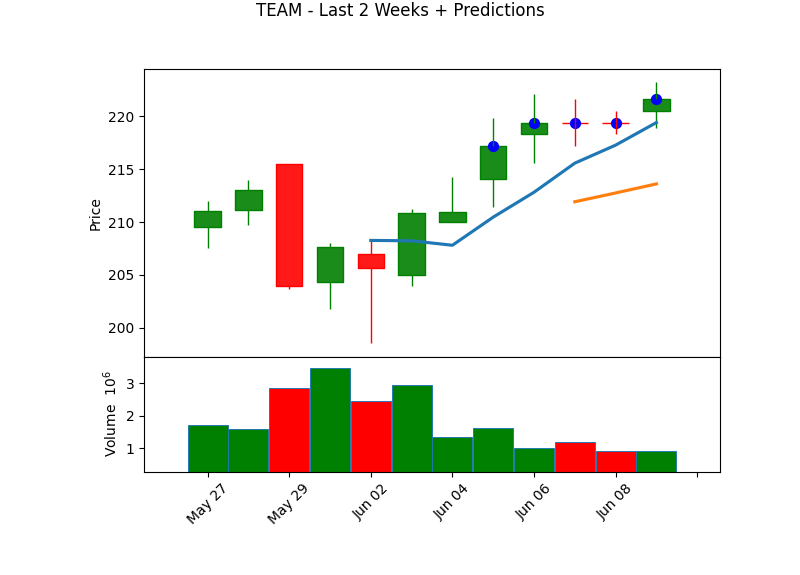 TEAM - Last 2 Weeks + Predictions
Price
220
215
210
205
200
Volume 10^6
3
2
1
May 27
May 29
Jun 02
Jun 04
Jun 06
Jun 08